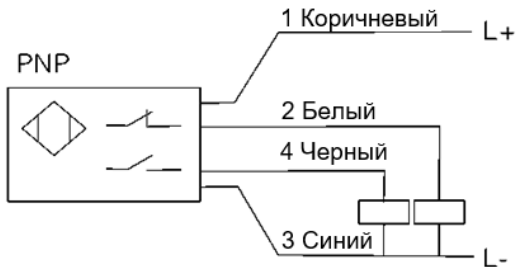 1 Коричневый
L+
PNP
2 Белый
4 Черный
3 Синий
L-